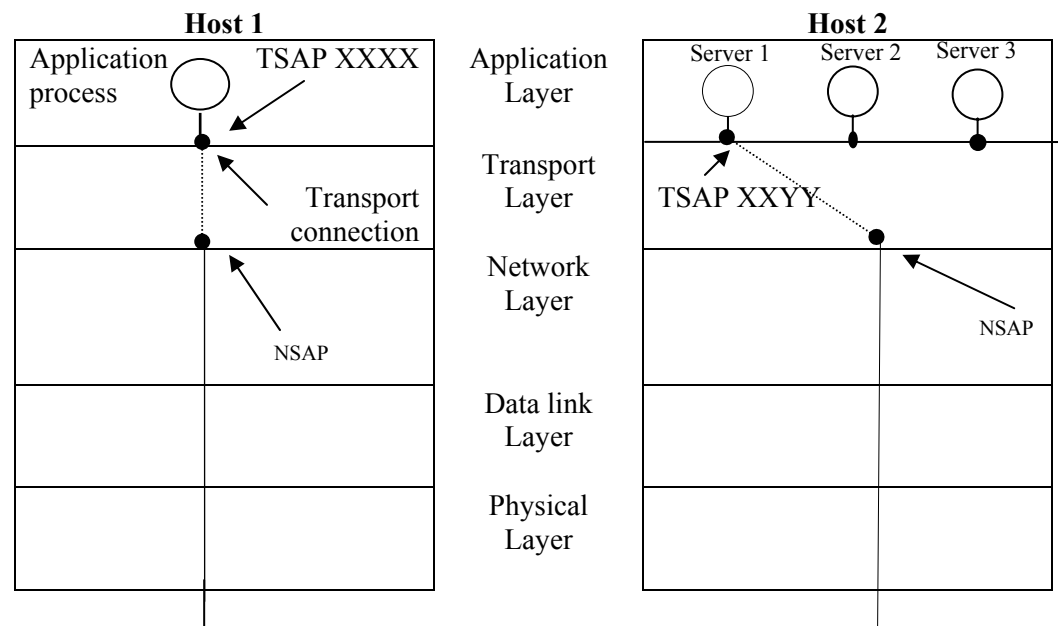 Host 1
Application
process
TSAP XXXX
Transport
connection
NSAP
Application
Layer
Transport
Layer
Network
Layer
Data link
Layer
Physical
Layer
Host 2
Server 1
Server 2
Server 3
TSAP XXYY
NSAP